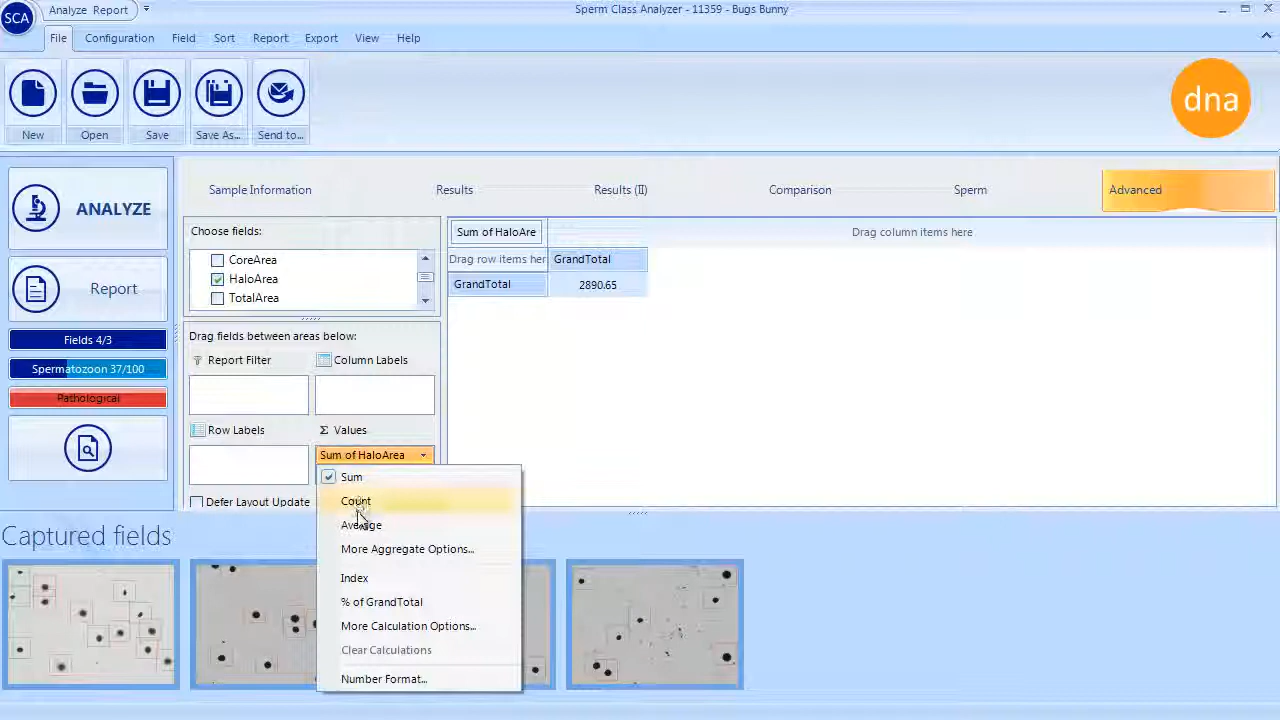 SCA
Analyze Report
Sperm Class Analyzer - 11359 - Bugs Bunny
File Configuration Field Sort Report Export View Help
New Open Save Save As... Send to...
dna
ANALYZE
Report
Fields 4/3
Spermatozoon 37/100
Pathological
Sample Information Results Results (II) Comparison Sperm Advanced
Choose fields:
CoreArea
HaloArea
TotalArea
Drag fields between areas below:
Report Filter Column Labels
Row Labels Σ Values
Sum of HaloArea
Defer Layout Update
Sum of HaloAre
Drag column items here
Drag row items her GrandTotal
GrandTotal 2890.65
Sum
Count
Average
More Aggregate Options...
Index
% of GrandTotal
More Calculation Options...
Clear Calculations
Number Format...
Captured fields